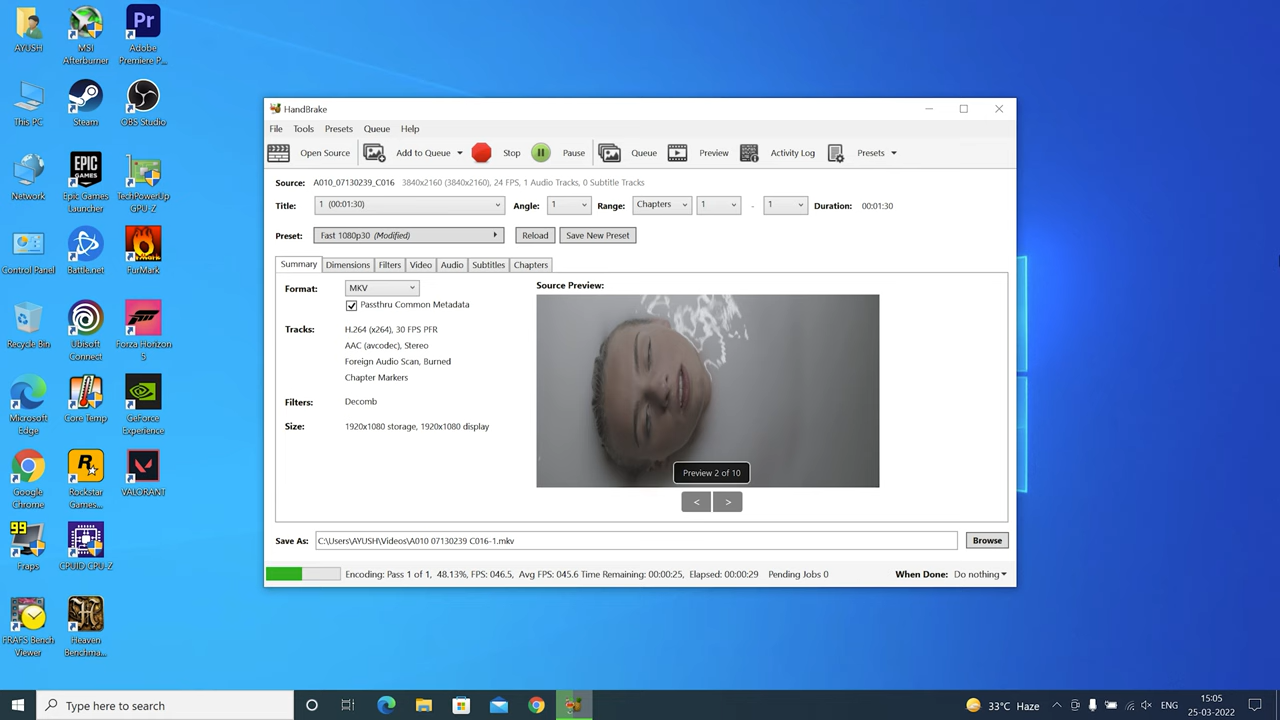 AYUSH
MSI
Afterburner
Pr
Adobe
Premiere P...
This PC
Steam
OBS Studio
Network
EPIC
GAMES
Epic Games
Launcher
TechPowerUp
GPU-Z
Control Panel
Battle.net
FurMark
Recycle Bin
Ubisoft
Connect
Forza Horizon
5
Microsoft
Edge
Core Temp
GeForce
Experience
Google
Chrome
Rockstar
Games...
VALORANT
99
Fraps
CPUID CPU-Z
FRAFS Bench
Viewer
Heaven
Benchma...
HandBrake
File Tools Presets Queue Help
Open Source Add to Queue Stop Pause Queue Preview Activity Log Presets
Source: A010_07130239_C016 3840x2160 (3840x2160), 24 FPS, 1 Audio Tracks, 0 Subtitle Tracks
Title: 1 (00:01:30) Angle: 1 Range: Chapters 1 - 1 Duration: 00:01:30
Preset: Fast 1080p30 (Modified) Reload Save New Preset
Summary Dimensions Filters Video Audio Subtitles Chapters
Format: MKV
Passthru Common Metadata
Tracks: H.264 (x264), 30 FPS PFR
AAC (avcodec), Stereo
Foreign Audio Scan, Burned
Chapter Markers
Filters: Decomb
Size: 1920x1080 storage, 1920x1080 display
Source Preview:
Preview 2 of 10
< >
Save As: C:\Users\AYUSH\Videos\A010 07130239 C016-1.mkv Browse
Encoding: Pass 1 of 1, 48.13%, FPS: 046.5, Avg FPS: 045.6 Time Remaining: 00:00:25, Elapsed: 00:00:29 Pending Jobs 0 When Done: Do nothing
Type here to search
33°C Haze
ENG
15:05
25-03-2022